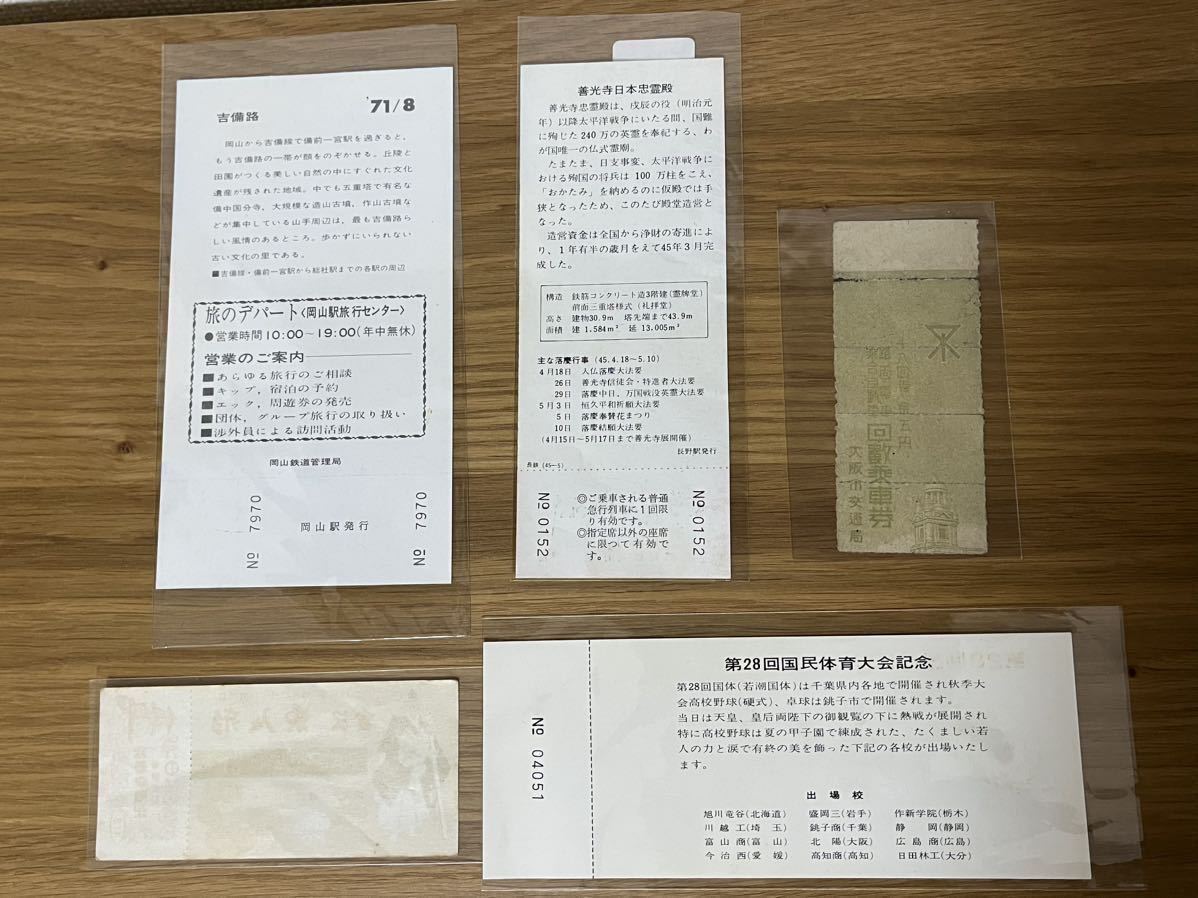 '71/8
吉備路
岡山から吉備線で備前一宮駅を過ぎると、
もう吉備路の一帯が顔をのぞかせる。丘陵と
田園がつくる美しい自然の中にすぐれた文化
遺産が残された地域。中でも五重塔で有名な
備中国分寺、大規模な造山古墳、作山古墳な
どが集中している山手周辺は、最も吉備路ら
しい風情のあるところ。歩かずにいられない
古い文化の里である。
■吉備線・備前一宮駅から総社駅までの各駅の周辺
旅のデパート〈岡山駅旅行センター〉
●営業時間10:00～19:00(年中無休)
営業のご案内
■あらゆる旅行のご相談
■キップ，宿泊の予約
■エック，周遊券の発売
■団体，グループ旅行の取り扱い
■渉外員による訪問活動
岡山鉄道管理局
岡山駅発行
№ 0797
№ 0797
善光寺日本忠霊殿
善光寺忠霊殿は、戌辰の役（明治元
年）以降太平洋戦争にいたる間、国難
に殉じた240万の英霊を奉祀する、わ
が国唯一の仏式霊廟。
たまたま、日支事変、太平洋戦争に
おける殉国の将兵は100万柱をこえ、
「おかたみ」を納めるのに仮殿では手
狭となったため、このたび殿堂造営と
なった。
造営資金は全国から浄財の寄進によ
り、1年有半の歳月をえて45年3月完
成した。
構造 鉄筋コンクリート造3階建（霊牌堂）
前面三重塔様式（礼拝堂）
高さ 建物30.9m 塔先端まで43.9m
面積 建 1.584m² 延 13.005m²
主な落慶行事（45.4.18～5.10）
4月18日 入仏落慶大法要
26日 善光寺信徒会・特進者大法要
29日 落慶中日、万国戦没英霊大法要
5月3日 恒久平和祈願大法要
5日 落慶奉賛花まつり
10日 落慶結願大法要
(4月15日～5月17日まで善光寺展開催)
長野駅発行
長鉄 (45-5)
◎ご乗車される普通
急行列車に1回限
り有効です。
◎指定席以外の座席
に限つて有効で
す。
№ 0152
№ 0152
回数乗車券
大阪市交通局
第28回国民体育大会記念
第28回国体(若潮国体)は千葉県内各地で開催され秋季大
会高校野球(硬式)、卓球は銚子市で開催されます。
当日は天皇、皇后両陛下の御観覧の下に熱戦が展開され
特に高校野球は夏の甲子園で練成された、たくましい若
人の力と涙で有終の美を飾った下記の各校が出場いたし
ます。
出場校
旭川竜谷(北海道) 盛岡三(岩手) 作新学院(栃木)
川越工(埼玉) 銚子商(千葉) 静岡(静岡)
富山商(富山) 北陽(大阪) 広島商(広島)
今治西(愛媛) 高知商(高知) 日田林工(大分)
№ 04051